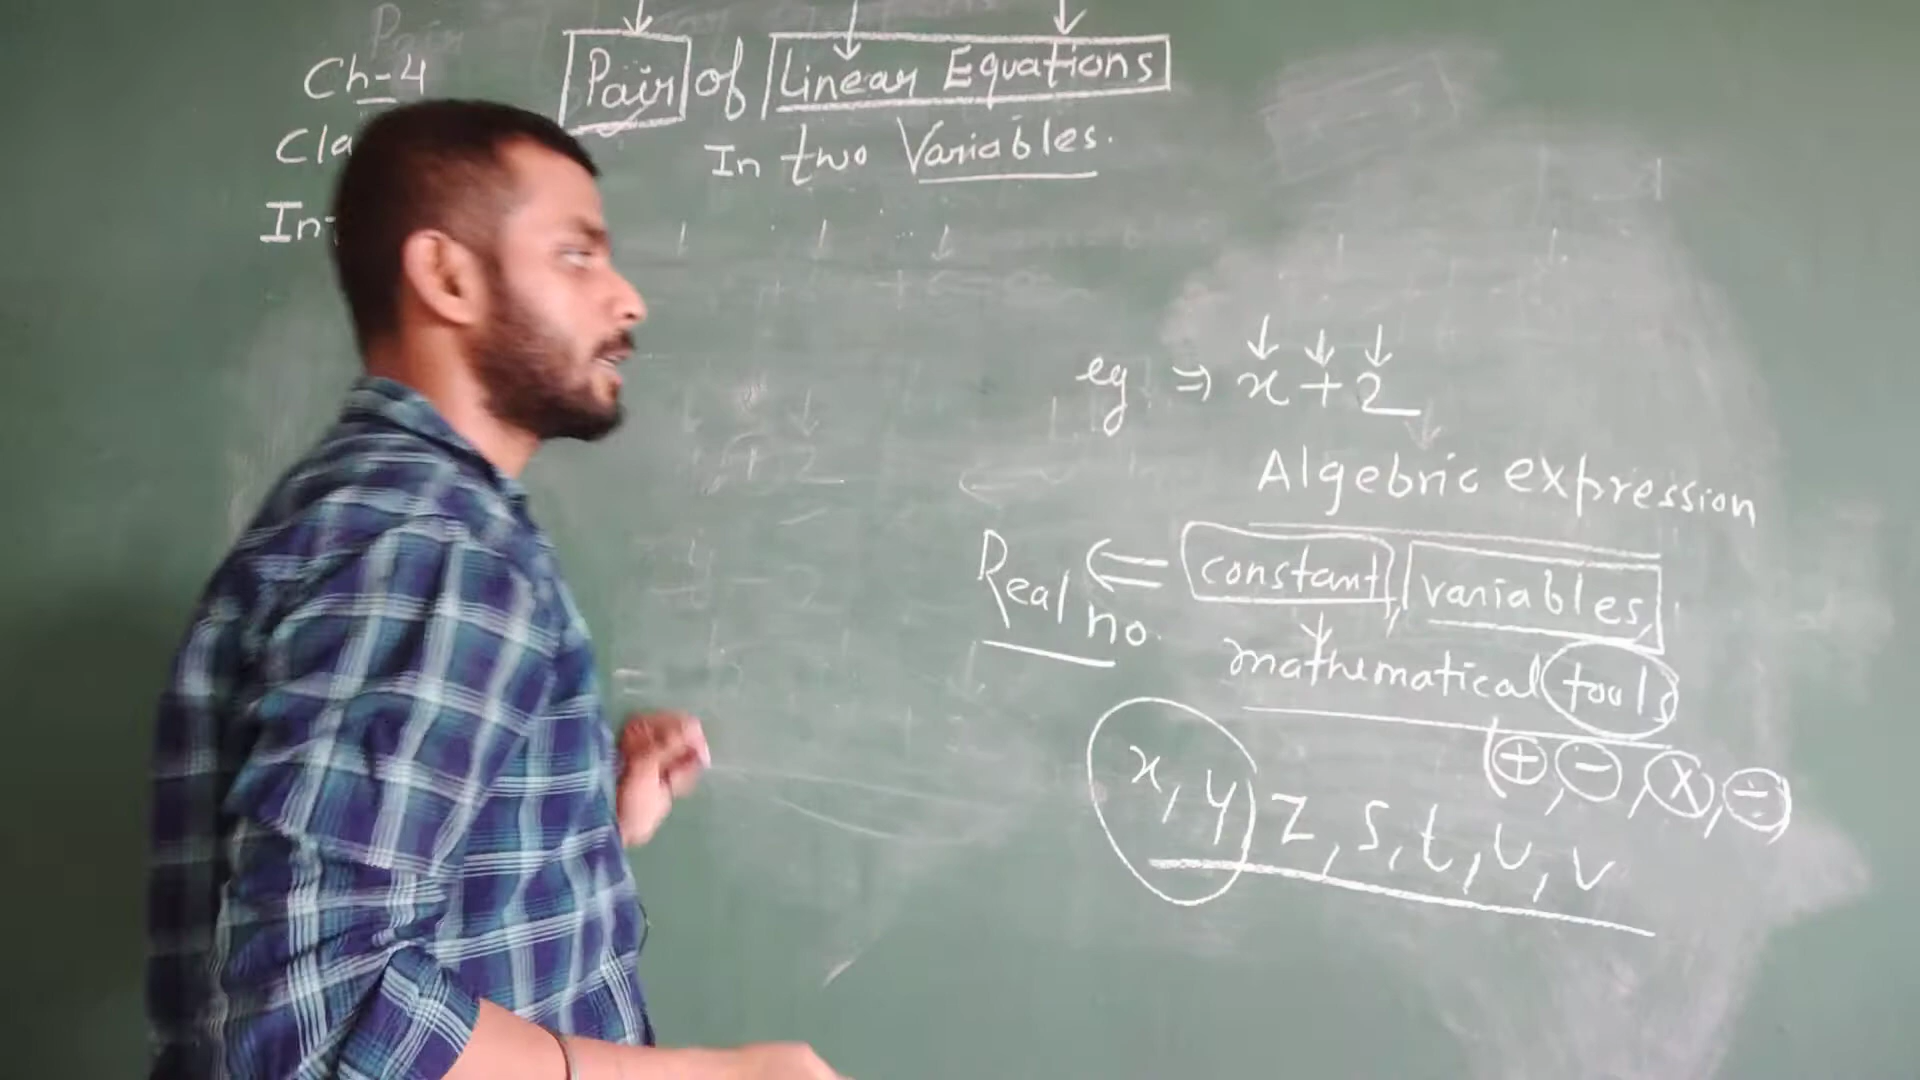 Ch-4
Pair of Linear Equations
In two Variables.
eg ⇒ x + 2
Algebric expression
Real no. ⇐ constant, variables,
mathematical tools
(+, -, ×, ÷)
x, y, z, s, t, u, v